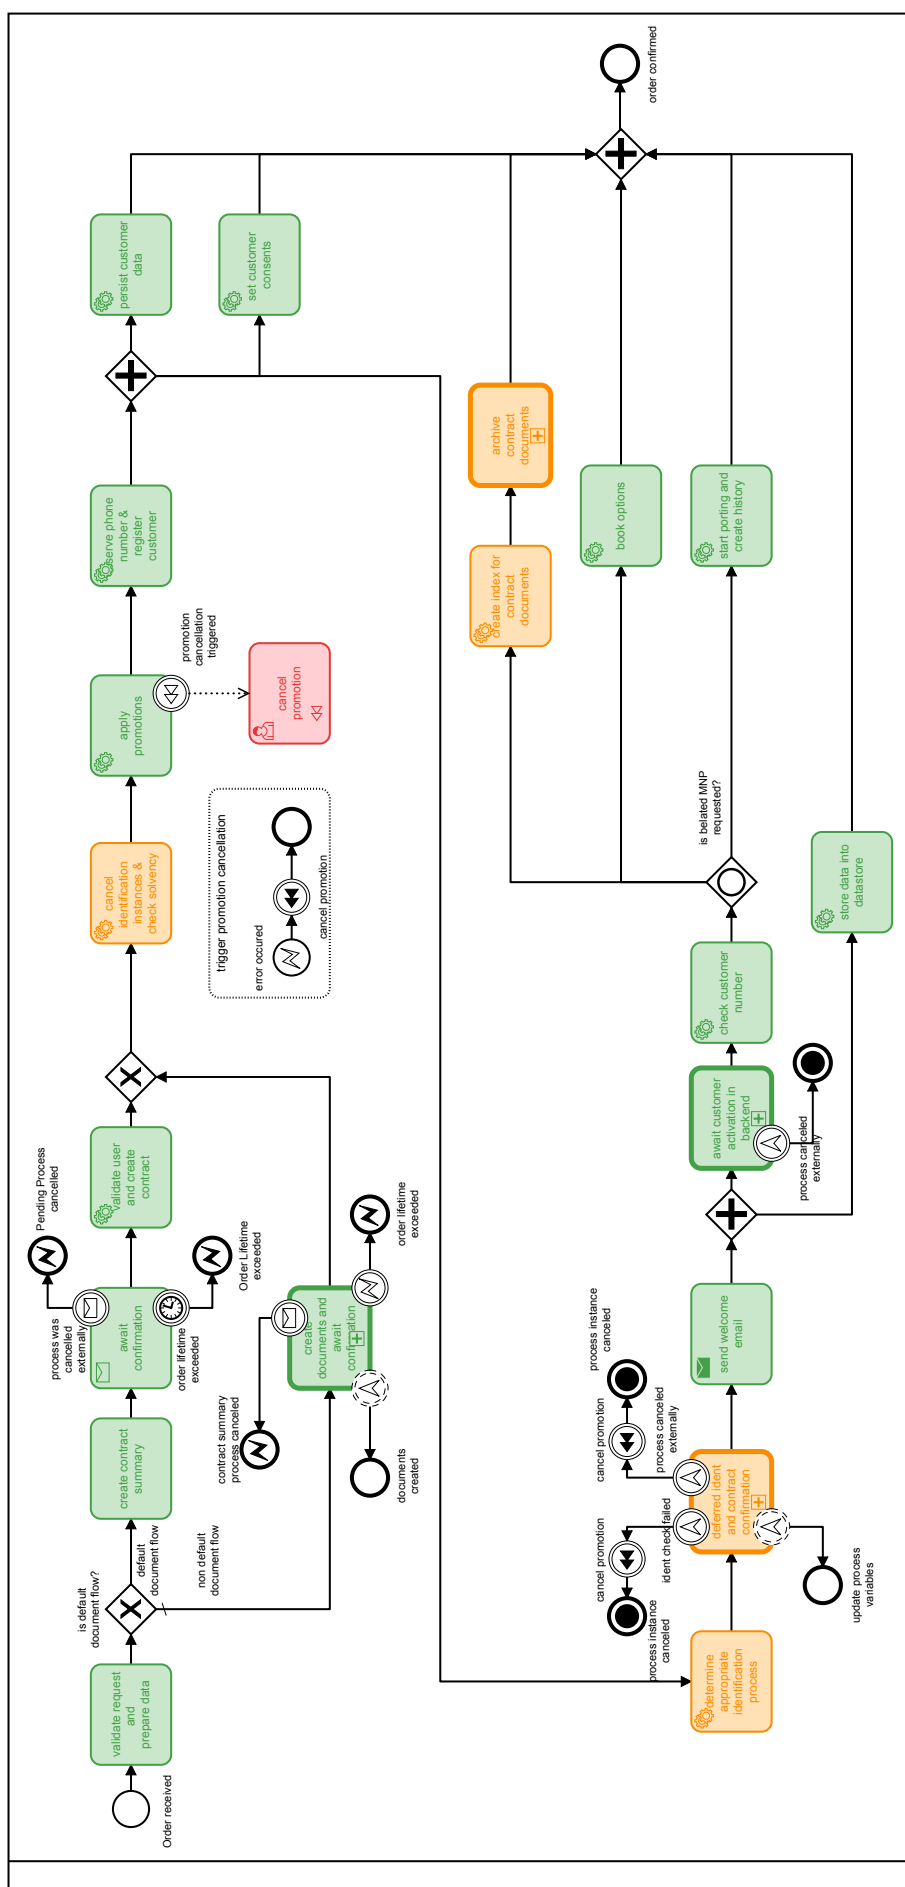 Order received
validate request
and
prepare data
is default
document flow?
default
document flow
non default
document flow
create contract
summary
process was
cancelled
externally
Pending Process
cancelled
await
confirmation
order lifetime
exceeded
Order Lifetime
exceeded
validate user
and create
contract
contract summary
process canceled
create
documents and
await
confirmation
documents
created
order lifetime
exceeded
cancel
identification
instances &
check solvency
apply
promotions
promotion
cancellation
triggered
cancel
promotion
trigger promotion cancellation
error occured
cancel promotion
serve phone
number &
register
customer
persist customer
data
set customer
consents
determine
appropriate
identification
process
cancel promotion
process instance
canceled
ident check failed
cancel promotion
process instance
canceled
process canceled
externally
deferred ident
and contract
confirmation
update process
variables
send welcome
email
await customer
activation in
backend
process canceled
externally
check customer
number
store data into
datastore
is belated MNP
requested?
create index for
contract
documents
archive
contract
documents
book options
start porting and
create history
order confirmed